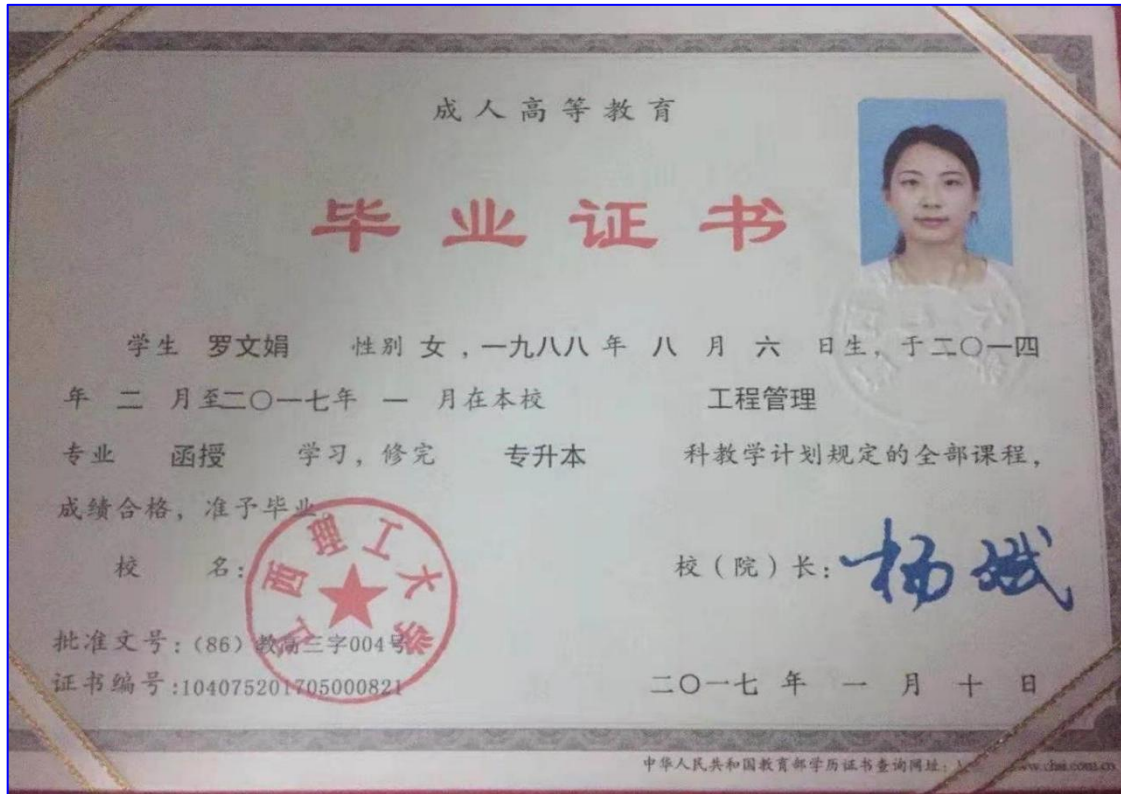 成人高等教育
毕业证书
学生 罗文娟 性别 女 ,一九八八 年 八 月 六 日生, 于二〇一四
年 二 月至二〇一七年 一 月在本校 工程管理
专业 函授 学习, 修完 专升本 科教学计划规定的全部课程,
成绩合格, 准予毕业。
校 名: 江西理工大学
校（院）长: 杨斌
批准文号:（86）教高三字004号
证书编号:104075201705000821
二〇一七 年 一 月 十 日
中华人民共和国教育部学历证书查询网址: www.chsi.com.cn